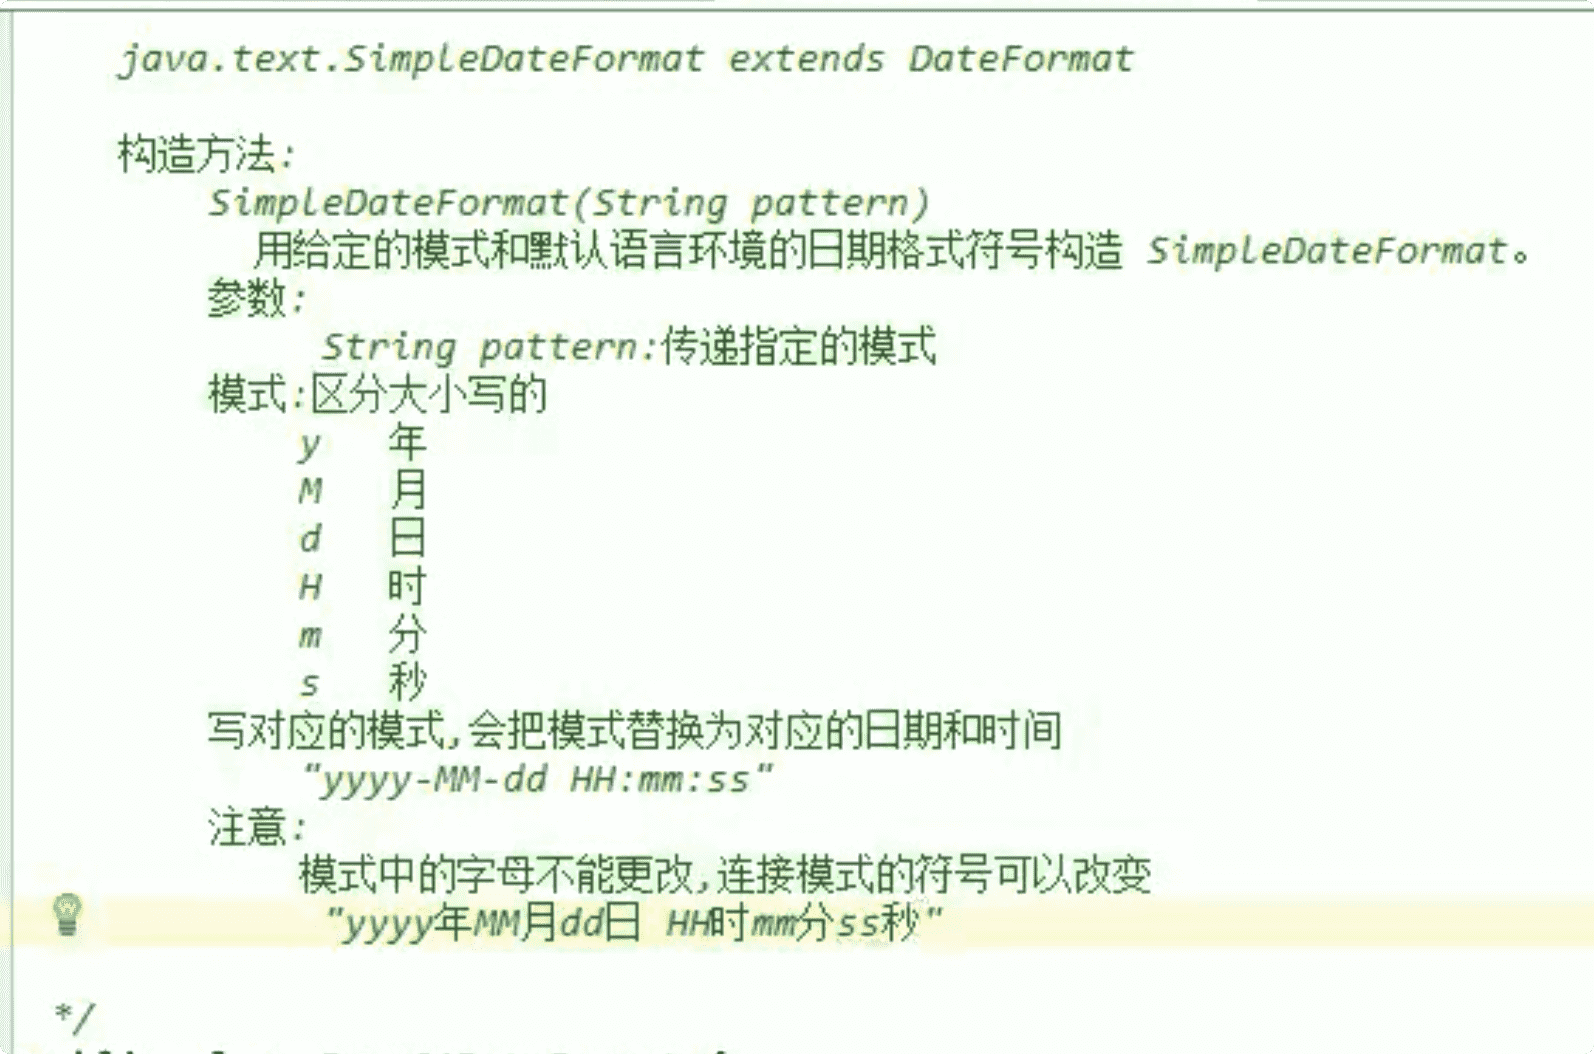 java.text.SimpleDateFormat extends DateFormat
构造方法:
SimpleDateFormat(String pattern)
用给定的模式和默认语言环境的日期格式符号构造 SimpleDateFormat。
参数:
String pattern:传递指定的模式
模式:区分大小写的
y 年
M 月
d 日
H 时
m 分
s 秒
写对应的模式,会把模式替换为对应的日期和时间
"yyyy-MM-dd HH:mm:ss"
注意:
模式中的字母不能更改,连接模式的符号可以改变
"yyyy年MM月dd日 HH时mm分ss秒"
*/